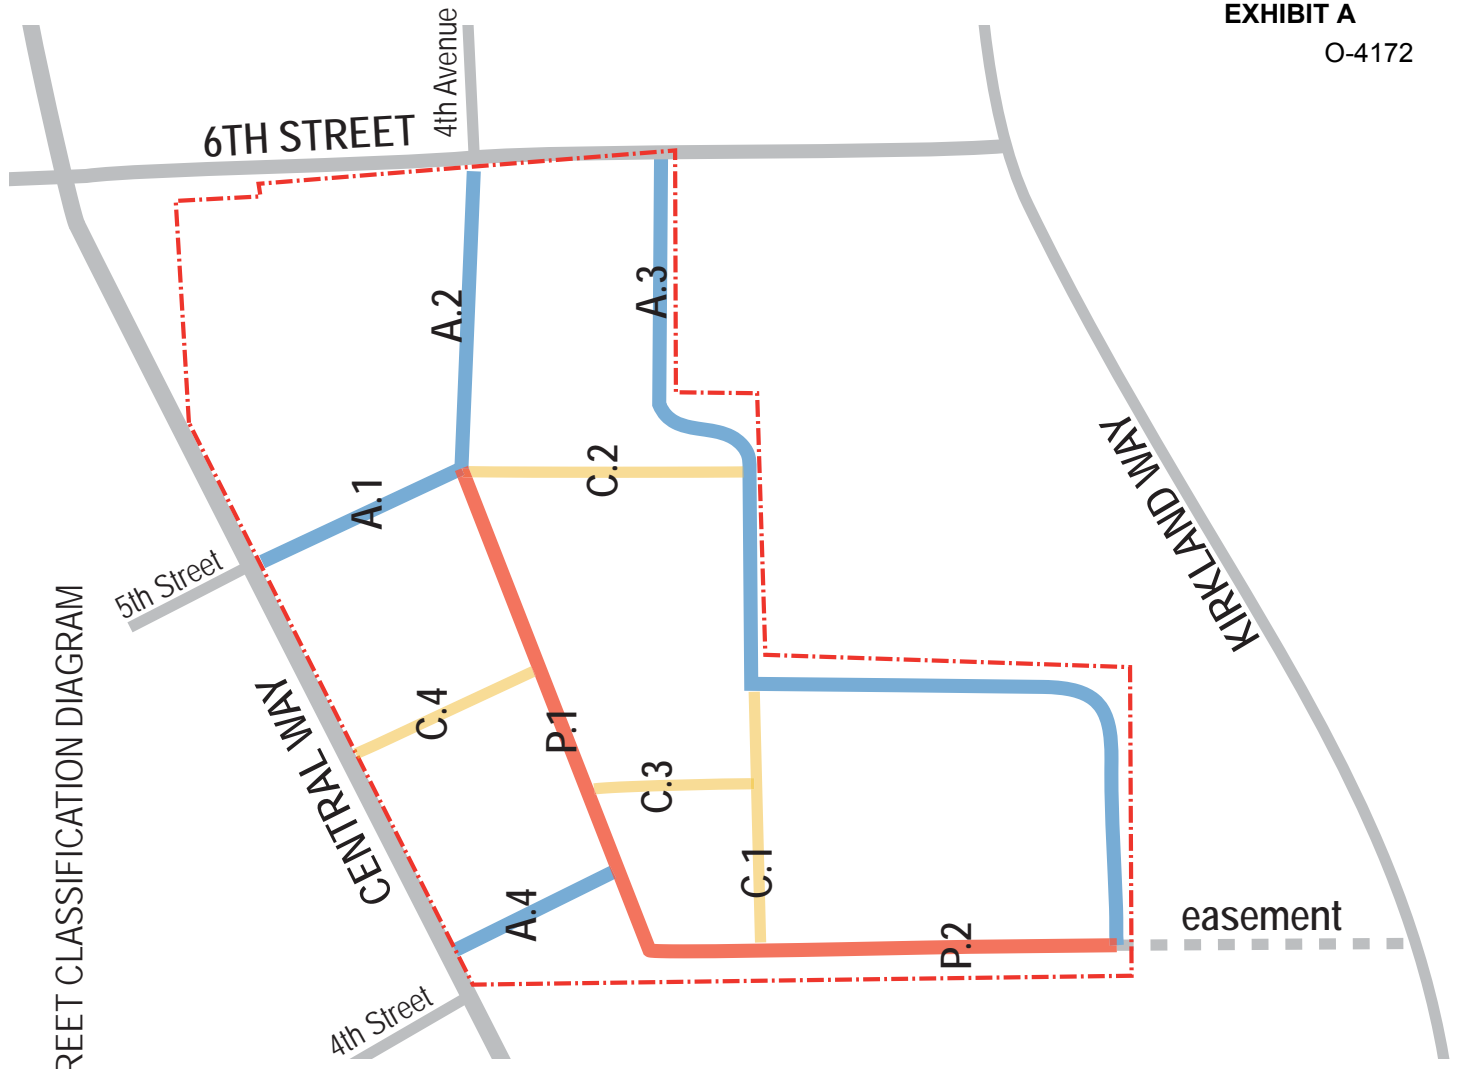 EXHIBIT A
O-4172
4th Avenue
6TH STREET
A.3
A.2
C.2
A.1
KIRKLAND WAY
5th Street
REET CLASSIFICATION DIAGRAM
CENTRAL WAY
C.4
P.1
C.3
C.1
A.4
easement
P.2
4th Street